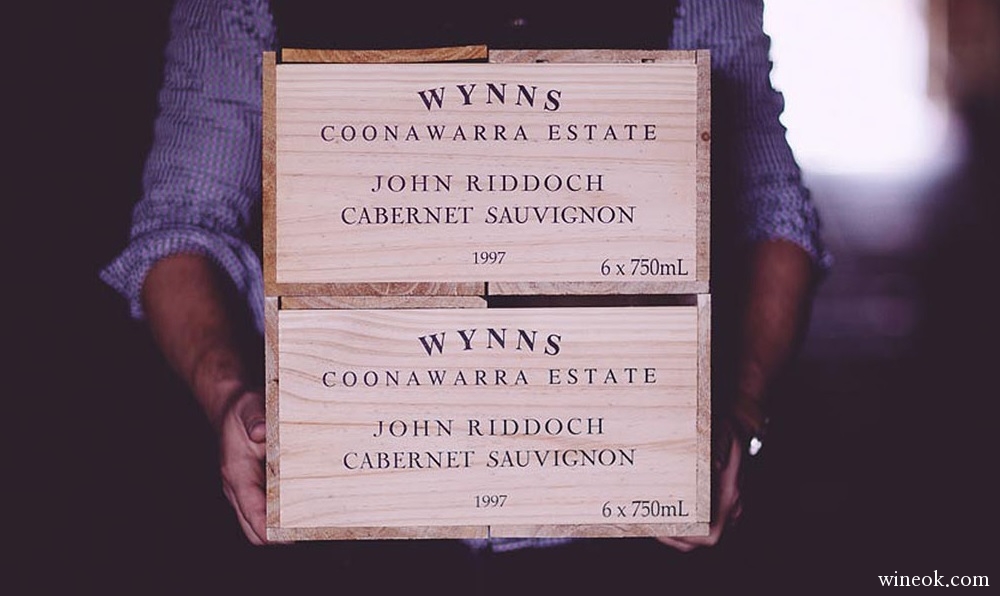 WYNNS
COONAWARRA ESTATE
JOHN RIDDOCH
CABERNET SAUVIGNON
1997
6 x 750mL
WYNNS
COONAWARRA ESTATE
JOHN RIDDOCH
CABERNET SAUVIGNON
1997
6 x 750mL
wineok.com